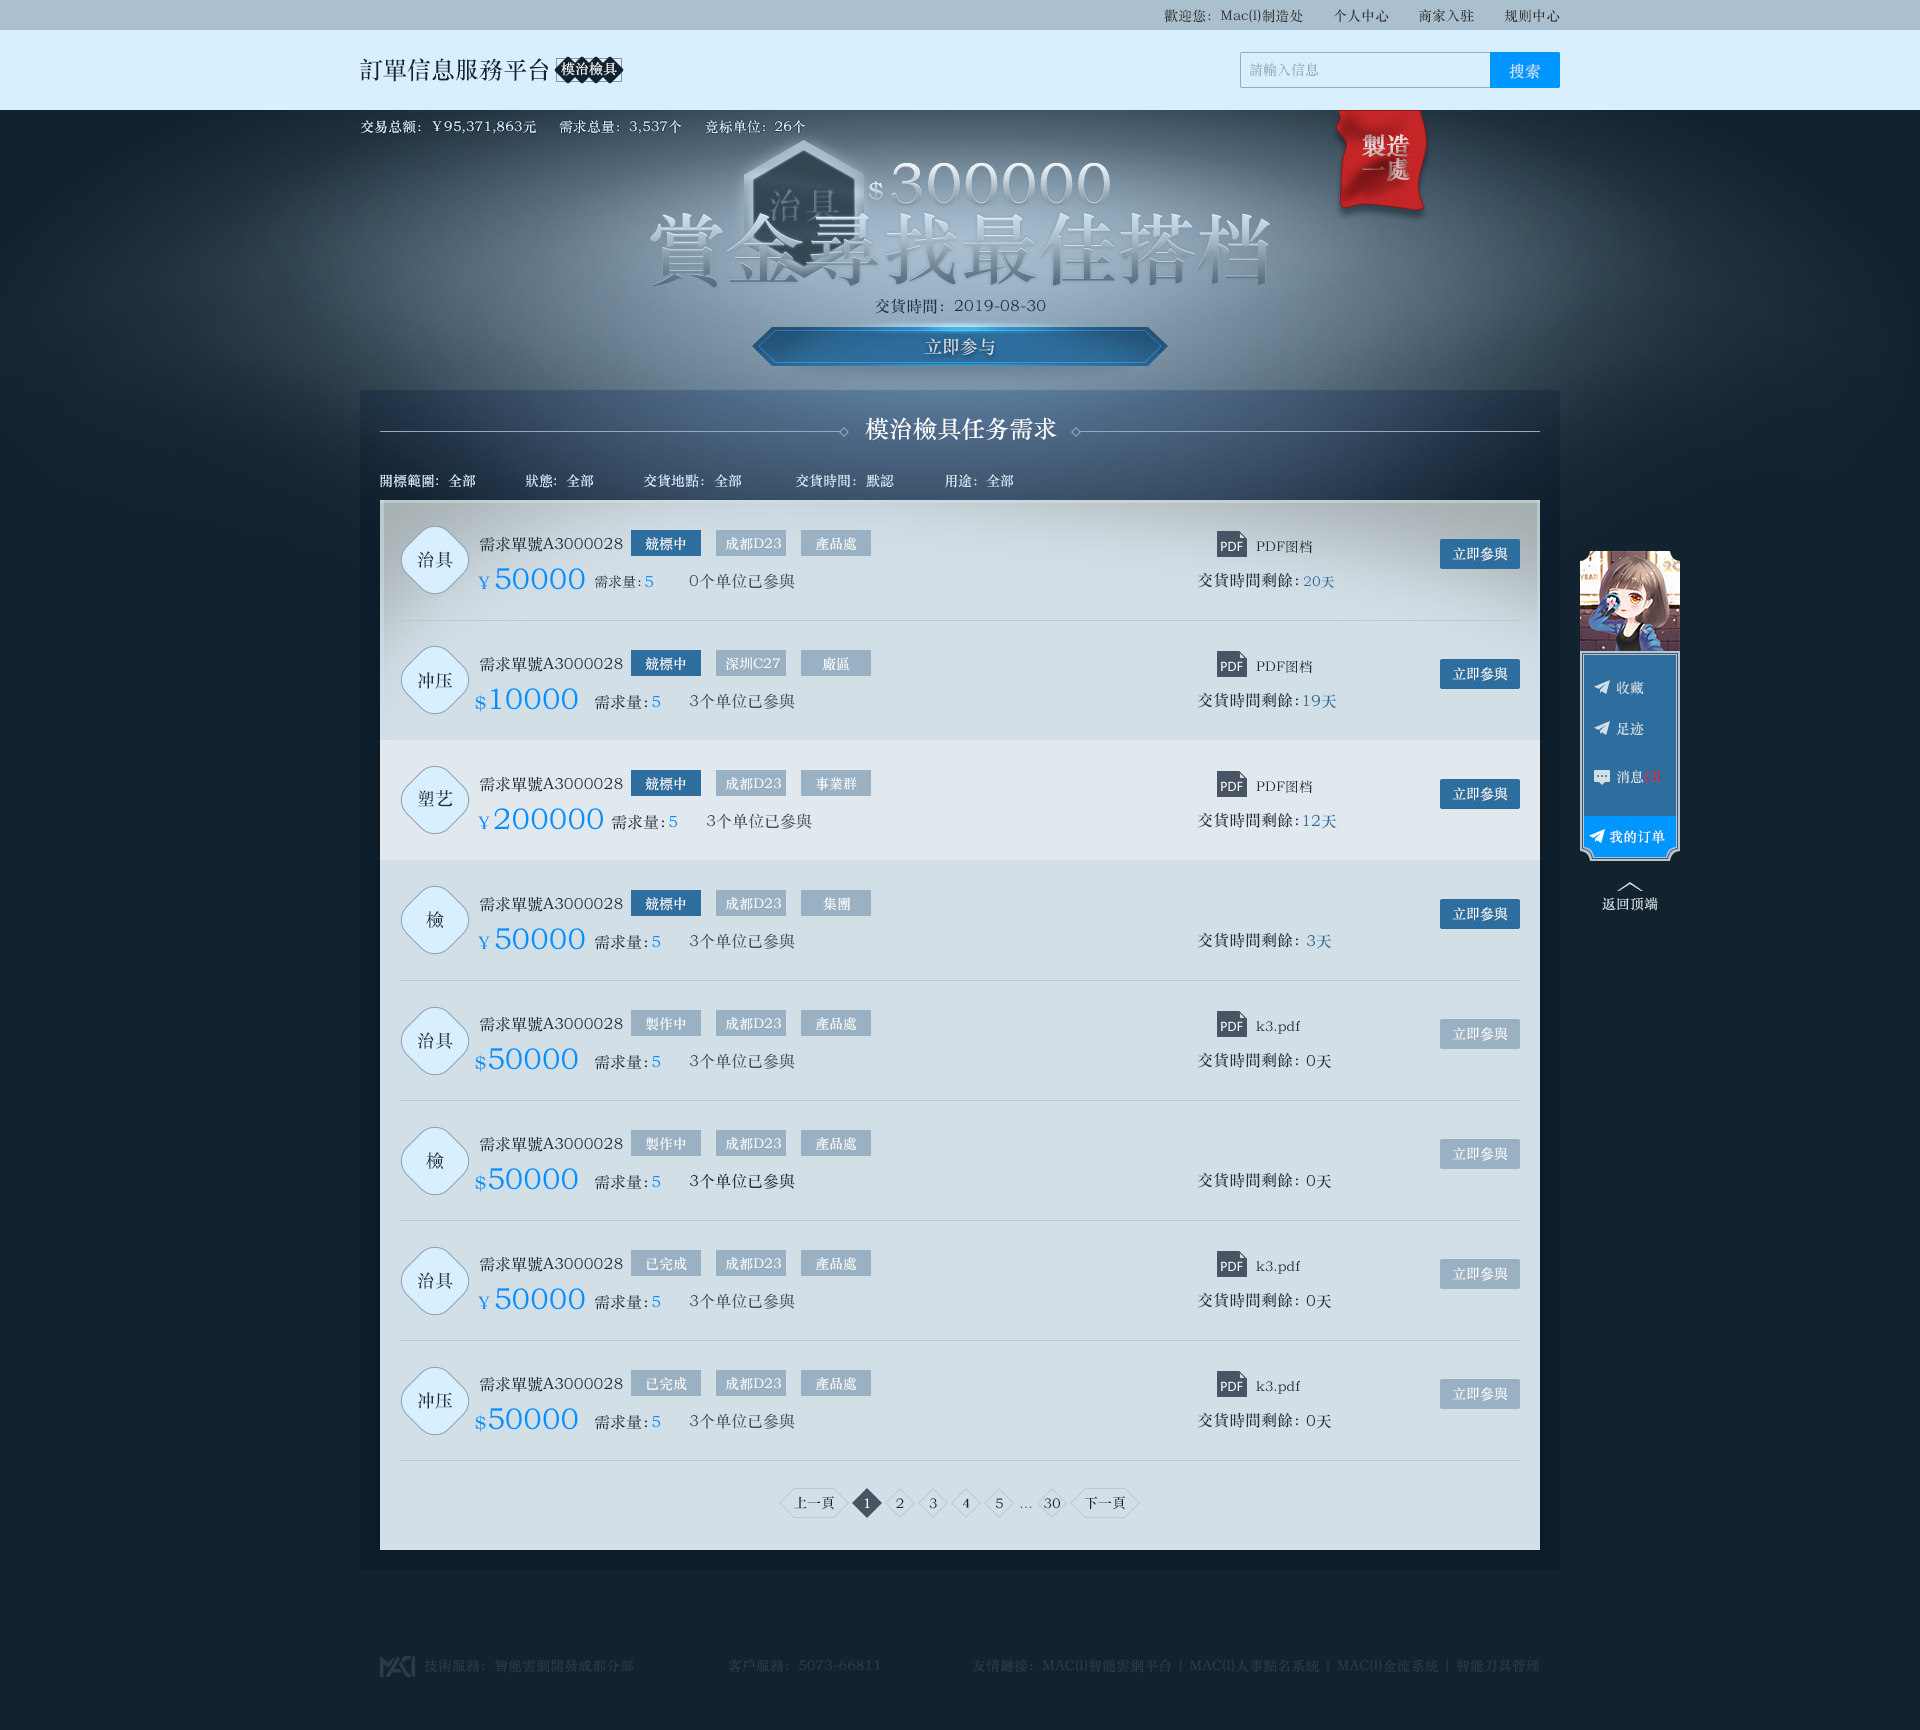 歡迎您：Mac(I)制造处 个人中心 商家入驻 规则中心
訂單信息服務平台 模治檢具
請輸入信息 搜索
交易总额：￥95,371,863元 需求总量：3,537个 竞标单位：26个
製造一處
治具
$300000
賞金尋找最佳搭档
交貨時間：2019-08-30
立即参与
模治檢具任务需求
開標範圍：全部 狀態：全部 交貨地點：全部 交貨時間：默認 用途：全部
治具 需求單號A3000028 競標中 成都D23 產品處 PDF PDF图档 立即參與
￥50000 需求量：5 0个单位已參與 交貨時間剩餘：20天
冲压 需求單號A3000028 競標中 深圳C27 廠區 PDF PDF图档 立即參與
$10000 需求量：5 3个单位已參與 交貨時間剩餘：19天
塑艺 需求單號A3000028 競標中 成都D23 事業群 PDF PDF图档 立即參與
￥200000 需求量：5 3个单位已參與 交貨時間剩餘：12天
檢 需求單號A3000028 競標中 成都D23 集團 立即參與
￥50000 需求量：5 3个单位已參與 交貨時間剩餘：3天
治具 需求單號A3000028 製作中 成都D23 產品處 PDF k3.pdf 立即參與
$50000 需求量：5 3个单位已參與 交貨時間剩餘：0天
檢 需求單號A3000028 製作中 成都D23 產品處 立即參與
$50000 需求量：5 3个单位已參與 交貨時間剩餘：0天
治具 需求單號A3000028 已完成 成都D23 產品處 PDF k3.pdf 立即參與
￥50000 需求量：5 3个单位已參與 交貨時間剩餘：0天
冲压 需求單號A3000028 已完成 成都D23 產品處 PDF k3.pdf 立即參與
$50000 需求量：5 3个单位已參與 交貨時間剩餘：0天
上一頁 1 2 3 4 5 ... 30 下一頁
YEAR
收藏
足迹
消息
我的订单
返回顶端
MACI 技術服務：智能雲網開發成都分部 客戶服務：5073-66811 友情鏈接：MAC(I)智能雲網平台 | MAC(I)人事點名系統 | MAC(I)金流系統 | 智能刀具管理